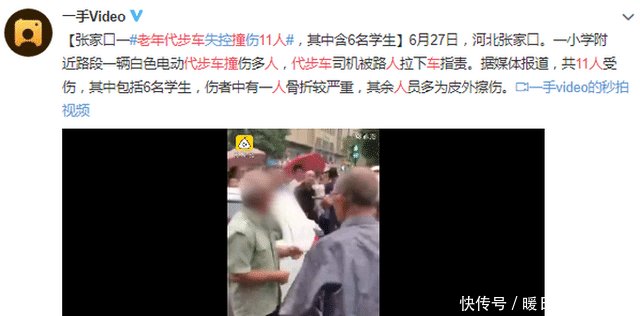 一手Video
【张家口一#老年代步车失控撞伤11人#，其中含6名学生】6月27日，河北张家口。一小学附
近路段一辆白色电动代步车撞伤多人，代步车司机被路人拉下车指责。据媒体报道，共11人受
伤，其中包括6名学生，伤者中有一人骨折较严重，其余人员多为皮外擦伤。一手video的秒拍
视频
快传号／暖